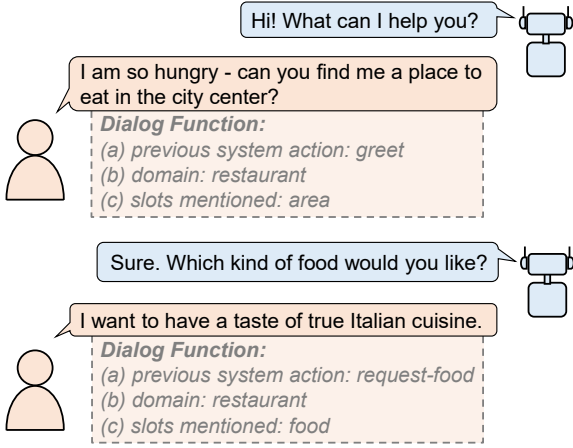 Hi! What can I help you?
I am so hungry - can you find me a place to
eat in the city center?
Dialog Function:
(a) previous system action: greet
(b) domain: restaurant
(c) slots mentioned: area
Sure. Which kind of food would you like?
I want to have a taste of true Italian cuisine.
Dialog Function:
(a) previous system action: request-food
(b) domain: restaurant
(c) slots mentioned: food